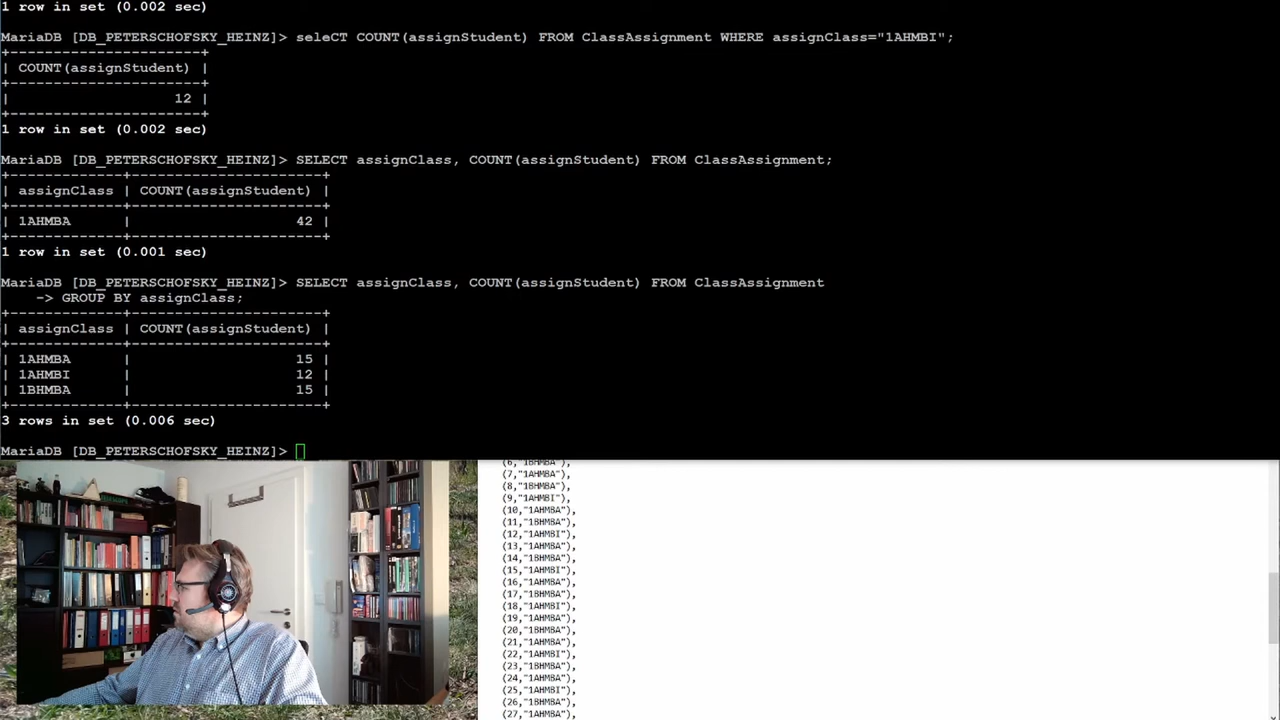 1 row in set (0.002 sec)
MariaDB [DB_PETERSCHOFSKY_HEINZ]> seleCT COUNT(assignStudent) FROM ClassAssignment WHERE assignClass="1AHMBI";
+---------------------+
| COUNT(assignStudent) |
+---------------------+
| 12 |
+---------------------+
1 row in set (0.002 sec)
MariaDB [DB_PETERSCHOFSKY_HEINZ]> SELECT assignClass, COUNT(assignStudent) FROM ClassAssignment;
+-------------+----------------------+
| assignClass | COUNT(assignStudent) |
+-------------+----------------------+
| 1AHMBA | 42 |
+-------------+----------------------+
1 row in set (0.001 sec)
MariaDB [DB_PETERSCHOFSKY_HEINZ]> SELECT assignClass, COUNT(assignStudent) FROM ClassAssignment
-> GROUP BY assignClass;
+-------------+----------------------+
| assignClass | COUNT(assignStudent) |
+-------------+----------------------+
| 1AHMBA | 15 |
| 1AHMBI | 12 |
| 1BHMBA | 15 |
+-------------+----------------------+
3 rows in set (0.006 sec)
MariaDB [DB_PETERSCHOFSKY_HEINZ]>
(6,"1BHMBA"),
(7,"1AHMBA"),
(8,"1BHMBA"),
(9,"1AHMBI"),
(10,"1AHMBA"),
(11,"1BHMBA"),
(12,"1AHMBI"),
(13,"1AHMBA"),
(14,"1BHMBA"),
(15,"1AHMBI"),
(16,"1AHMBA"),
(17,"1BHMBA"),
(18,"1AHMBI"),
(19,"1AHMBA"),
(20,"1BHMBA"),
(21,"1AHMBA"),
(22,"1AHMBI"),
(23,"1BHMBA"),
(24,"1AHMBA"),
(25,"1AHMBI"),
(26,"1BHMBA"),
(27,"1AHMBA"),